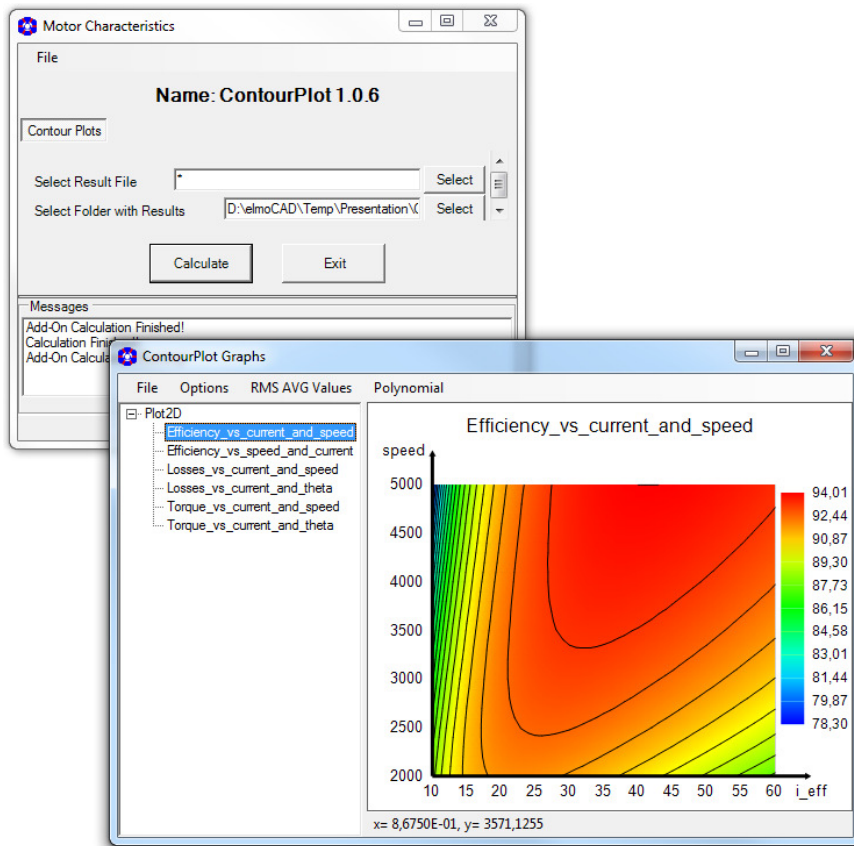 Motor Characteristics
File
Name: ContourPlot 1.0.6
Contour Plots
Select Result File * Select
Select Folder with Results D:\elmoCAD\Temp\Presentation\ Select
Calculate Exit
Messages
Add-On Calculation Finished!
Calculation
Add-On
ContourPlot Graphs
File Options RMS AVG Values Polynomial
Plot2D
Efficiency_vs_current_and_speed
Efficiency_vs_speed_and_current
Losses_vs_current_and_speed
Losses_vs_current_and_theta
Torque_vs_current_and_speed
Torque_vs_current_and_theta
Efficiency_vs_current_and_speed
speed
5000
4500
4000
3500
3000
2500
2000
10 15 20 25 30 35 40 45 50 55 60 i_eff
94,01
92,44
90,87
89,30
87,73
86,15
84,58
83,01
81,44
79,87
78,30
x= 8,6750E-01, y= 3571,1255